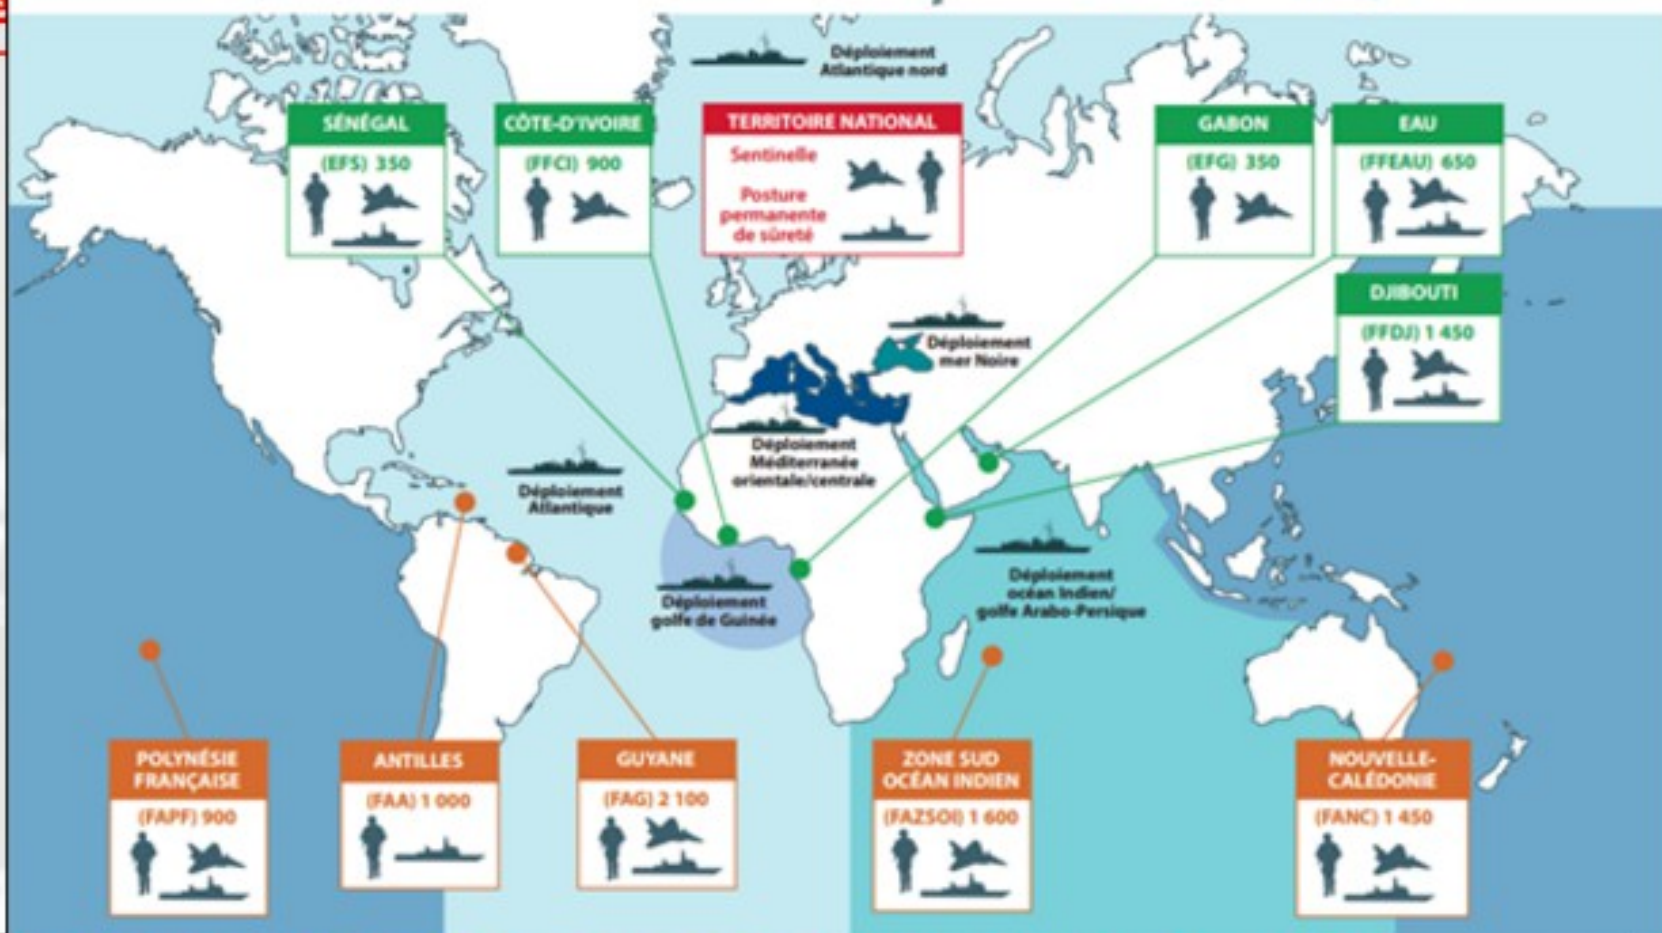 Déploiement
Atlantique nord
SÉNÉGAL
(EFS) 350
CÔTE-D'IVOIRE
(FFCI) 900
TERRITOIRE NATIONAL
Sentinelle
Posture
permanente
de sûreté
GABON
(EFG) 350
EAU
(FFEAU) 650
DJIBOUTI
(FFDJ) 1 450
Déploiement
mer Noire
Déploiement
Méditerranée
orientale/centrale
Déploiement
Atlantique
Déploiement
golfe de Guinée
Déploiement
océan Indien/
golfe Arabo-Persique
POLYNÉSIE
FRANÇAISE
(FAPF) 900
ANTILLES
(FAA) 1 000
GUYANE
(FAG) 2 100
ZONE SUD
OCÉAN INDIEN
(FAZSOI) 1 600
NOUVELLE-
CALÉDONIE
(FANC) 1 450